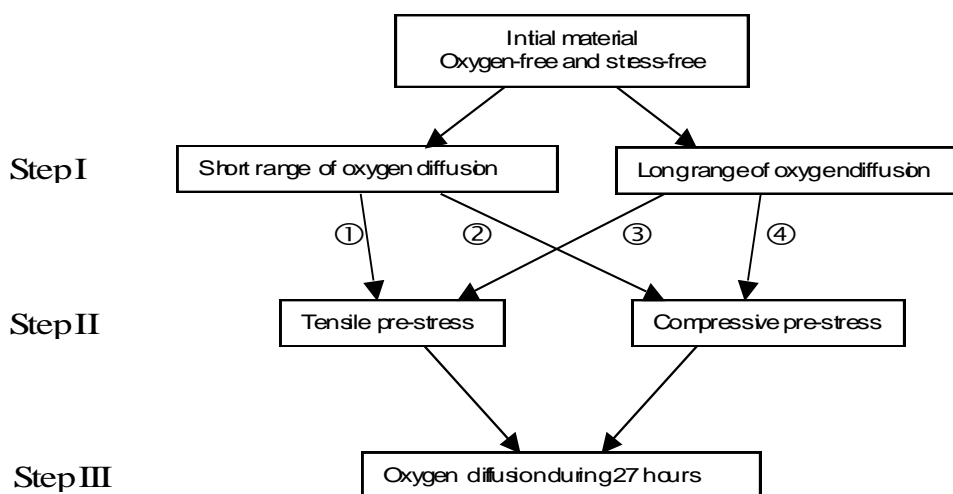 Intial material
Oxygen-free and stress-free
Step I
Short range of oxygen diffusion
Long range of oxygen diffusion
① ② ③ ④
Step II
Tensile pre-stress
Compressive pre-stress
Step III
Oxygen diffusion during 27 hours